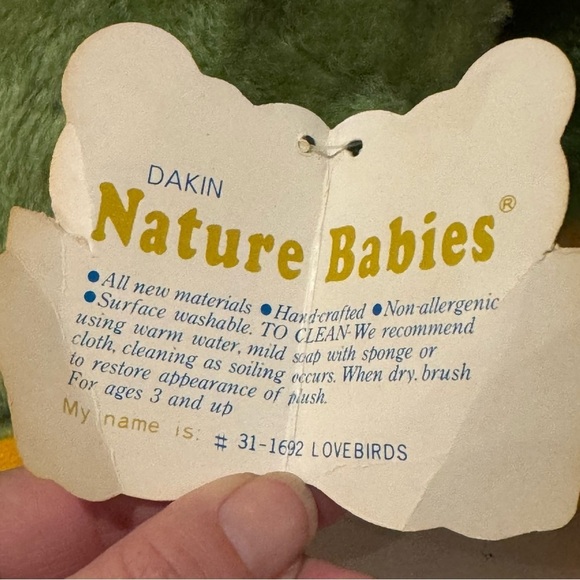 DAKIN
Nature Babies®
•All new materials •Hand-crafted •Non-allergenic
•Surface washable. TO CLEAN-We recommend
using warm water, mild soap with sponge or
cloth, cleaning as soiling occurs. When dry, brush
to restore appearance of plush.
For ages 3 and up
My name is: # 31-1692 LOVEBIRDS